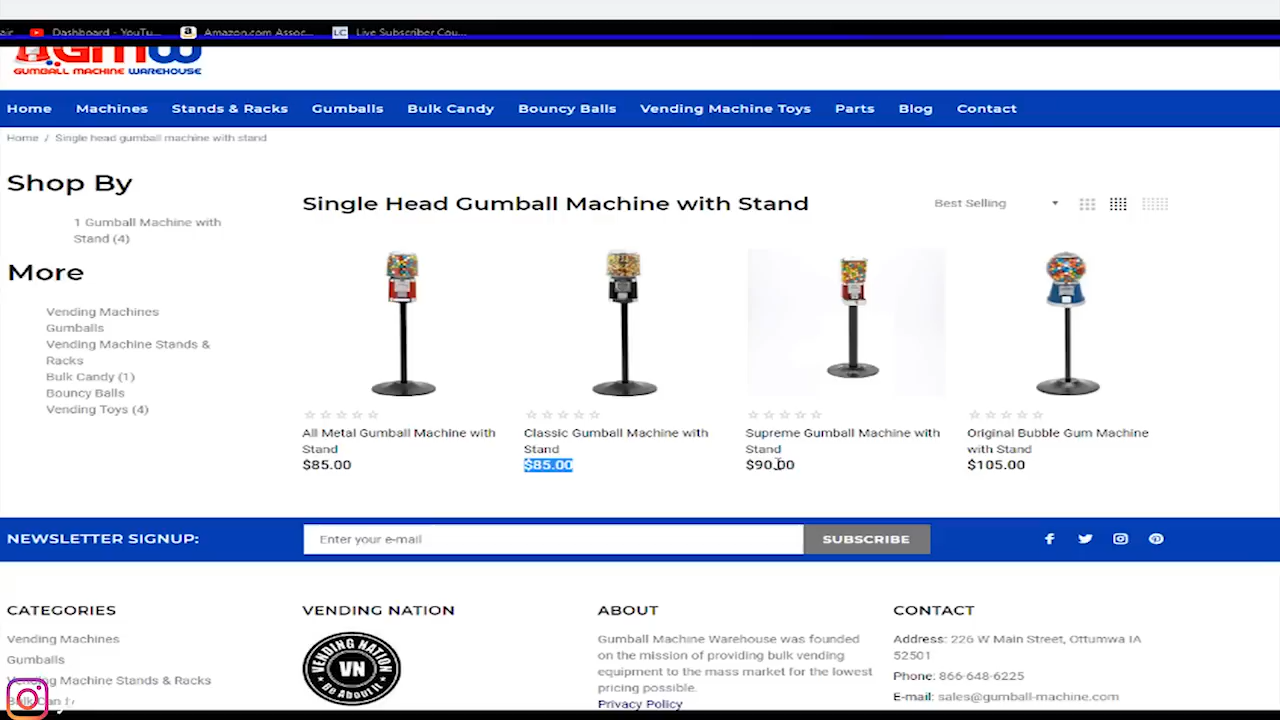 Dashboard - YouTu...
Amazon.com Assoc...
LC
Live Subscriber Cou...
GMW
GUMBALL MACHINE WAREHOUSE
Home
Machines
Stands & Racks
Gumballs
Bulk Candy
Bouncy Balls
Vending Machine Toys
Parts
Blog
Contact
Home / Single head gumball machine with stand
Shop By
1 Gumball Machine with
Stand (4)
More
Vending Machines
Gumballs
Vending Machine Stands &
Racks
Bulk Candy (1)
Bouncy Balls
Vending Toys (4)
Single Head Gumball Machine with Stand
Best Selling
All Metal Gumball Machine with
Stand
$85.00
Classic Gumball Machine with
Stand
$85.00
Supreme Gumball Machine with
Stand
$90.00
Original Bubble Gum Machine
with Stand
$105.00
NEWSLETTER SIGNUP:
Enter your e-mail
SUBSCRIBE
CATEGORIES
Vending Machines
Gumballs
Vending Machine Stands & Racks
VENDING NATION
VENDING NATION
VN
Be About It
ABOUT
Gumball Machine Warehouse was founded
on the mission of providing bulk vending
equipment to the mass market for the lowest
pricing possible.
Privacy Policy
CONTACT
Address: 226 W Main Street, Ottumwa IA
52501
Phone: 866-648-6225
E-mail: sales@gumball-machine.com